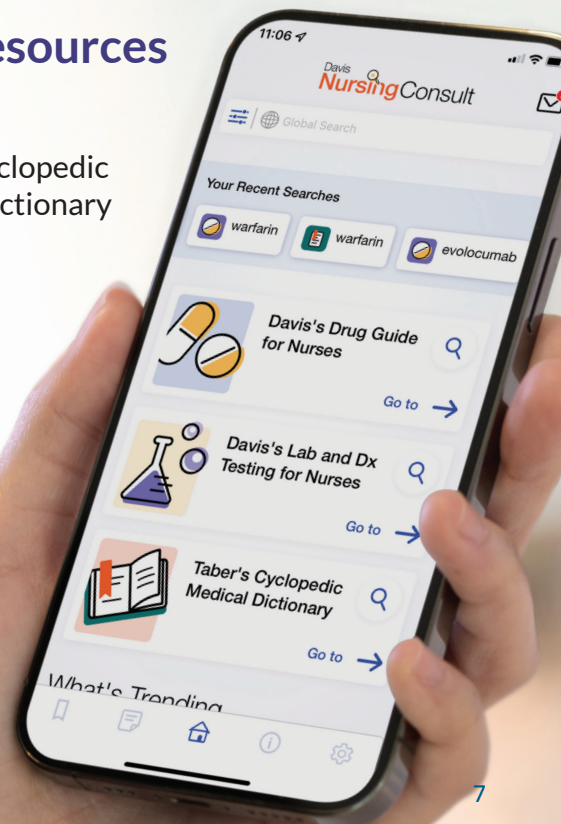 esources
clopedic
ctionary
11:06
Davis
NursingConsult
Global Search
Your Recent Searches
warfarin
warfarin
evolocumab
Davis's Drug Guide
for Nurses
Go to
Davis's Lab and Dx
Testing for Nurses
Go to
Taber's Cyclopedic
Medical Dictionary
Go to
What's Trending
7